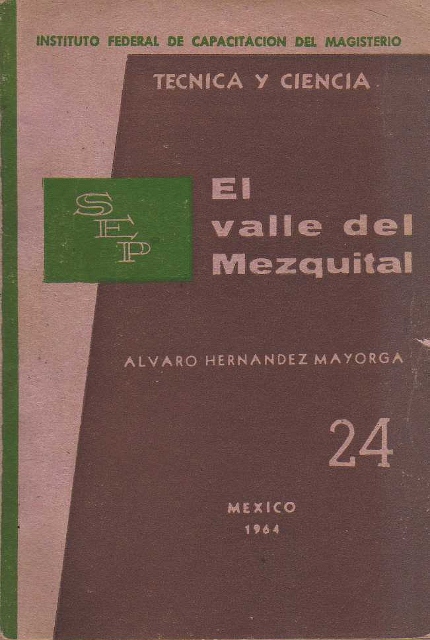 INSTITUTO FEDERAL DE CAPACITACION DEL MAGISTERIO
TECNICA Y CIENCIA
SEP
El
valle del
Mezquital
ALVARO HERNANDEZ MAYORGA
24
MEXICO
1964